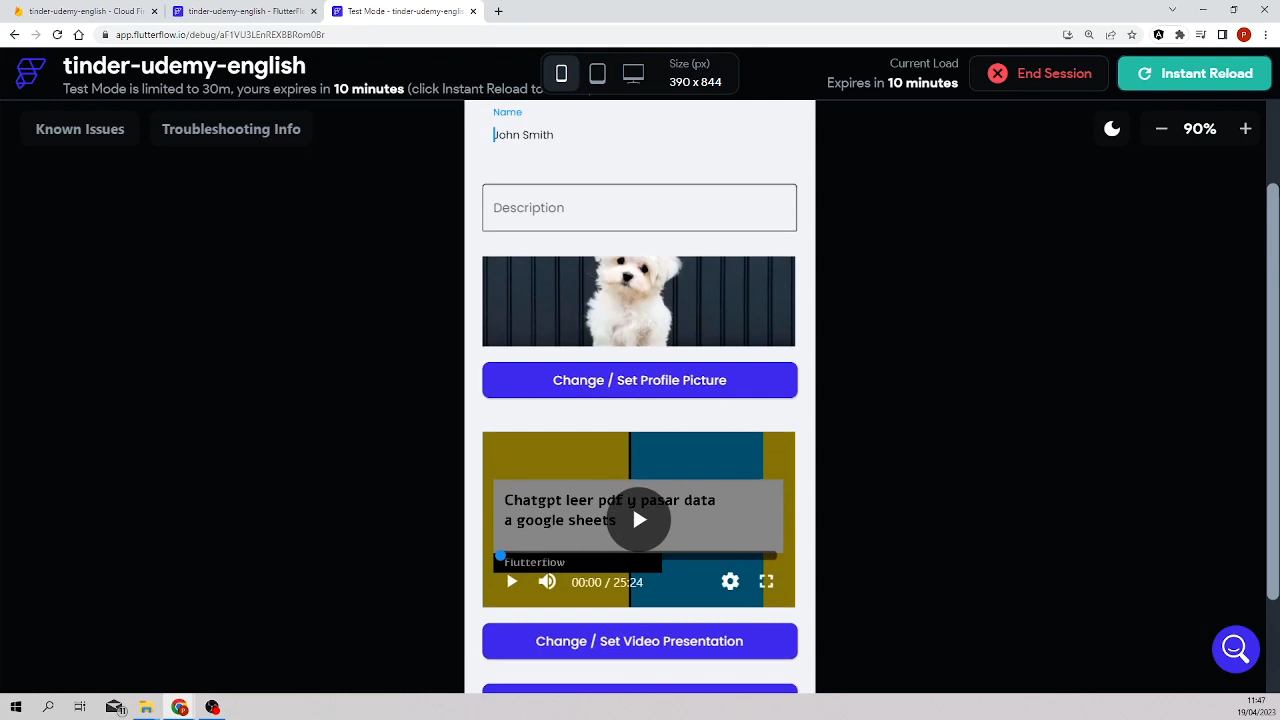 tinder-udemy-english - Cloud Fir
tinder-udemy-english - FlutterF
Test Mode - tinder-udemy-english
app.flutterflow.io/debug/aF1VU3LEnREXBBRom0Br
tinder-udemy-english
Test Mode is limited to 30m, yours expires in 10 minutes (click Instant Reload to
Size (px)
390 x 844
Current Load
Expires in 10 minutes
End Session
Instant Reload
Known Issues
Troubleshooting Info
90%
Name
John Smith
Description
Change / Set Profile Picture
Chatgpt leer pdf y pasar data
a google sheets
Flutterflow
00:00 / 25:24
Change / Set Video Presentation
11:47
19/04/2023